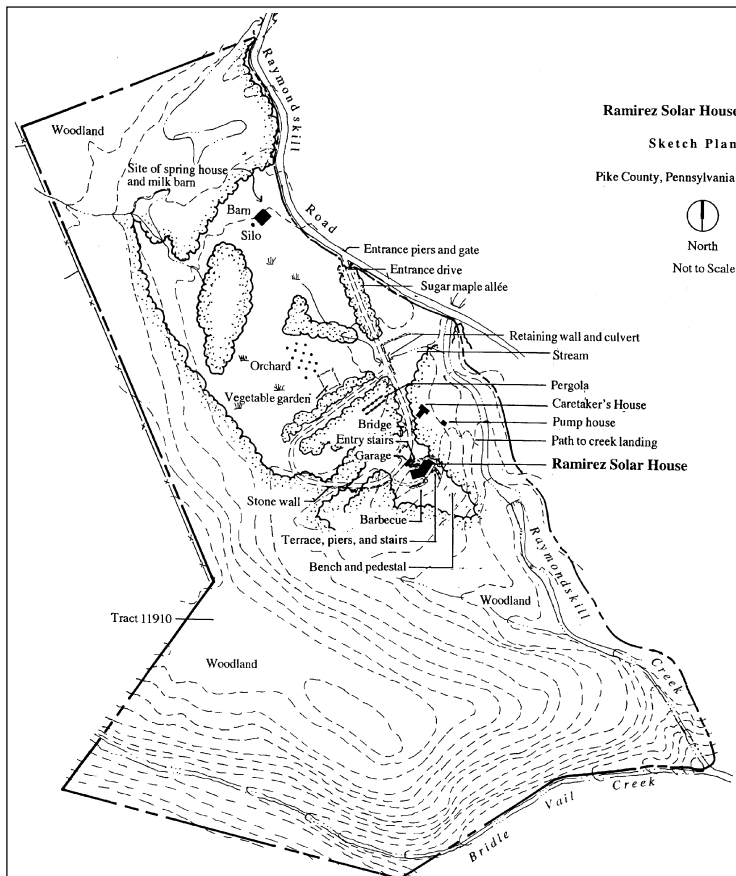 Ramirez Solar House
Sketch Plan
Pike County, Pennsylvania
North
Not to Scale
Raymondskill
Road
Woodland
Site of spring house
and milk barn
Barn
Silo
Entrance piers and gate
Entrance drive
Sugar maple allée
Retaining wall and culvert
Stream
Orchard
Vegetable garden
Pergola
Caretaker's House
Bridge
Pump house
Entry stairs
Path to creek landing
Garage
Ramirez Solar House
Stone wall
Barbecue
Terrace, piers, and stairs
Bench and pedestal
Raymondskill
Creek
Woodland
Tract 11910
Woodland
Bridle Vail Creek